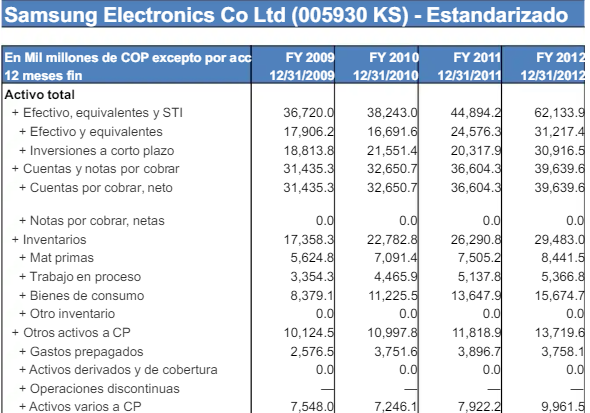 Samsung Electronics Co Ltd (005930 KS) - Estandarizado
En Mil millones de COP excepto por acc FY 2009 FY 2010 FY 2011 FY 2012
12 meses fin 12/31/2009 12/31/2010 12/31/2011 12/31/2012
Activo total
+ Efectivo, equivalentes y STI 36,720.0 38,243.0 44,894.2 62,133.9
+ Efectivo y equivalentes 17,906.2 16,691.6 24,576.3 31,217.4
+ Inversiones a corto plazo 18,813.8 21,551.4 20,317.9 30,916.5
+ Cuentas y notas por cobrar 31,435.3 32,650.7 36,604.3 39,639.6
+ Cuentas por cobrar, neto 31,435.3 32,650.7 36,604.3 39,639.6
+ Notas por cobrar, netas 0.0 0.0 0.0 0.0
+ Inventarios 17,358.3 22,782.8 26,290.8 29,483.0
+ Mat primas 5,624.8 7,091.4 7,505.2 8,441.5
+ Trabajo en proceso 3,354.3 4,465.9 5,137.8 5,366.8
+ Bienes de consumo 8,379.1 11,225.5 13,647.9 15,674.7
+ Otro inventario 0.0 0.0 0.0 0.0
+ Otros activos a CP 10,124.5 10,997.8 11,818.9 13,719.6
+ Gastos prepagados 2,576.5 3,751.6 3,896.7 3,758.1
+ Activos derivados y de cobertura 0.0 0.0 0.0 0.0
+ Operaciones discontinuas — — — —
+ Activos varios a CP 7,548.0 7,246.1 7,922.2 9,961.5